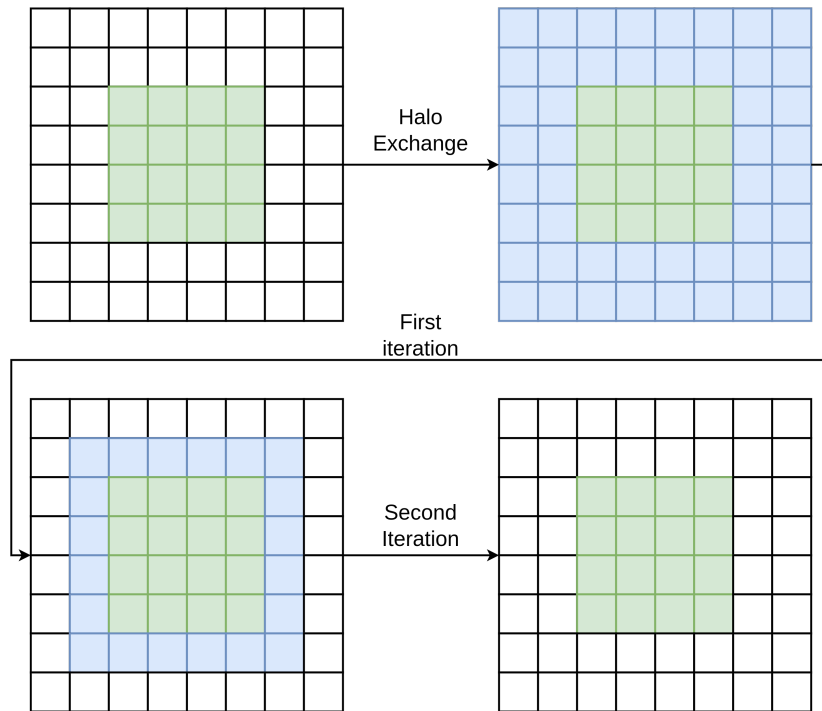 Halo
Exchange
First
iteration
Second
Iteration